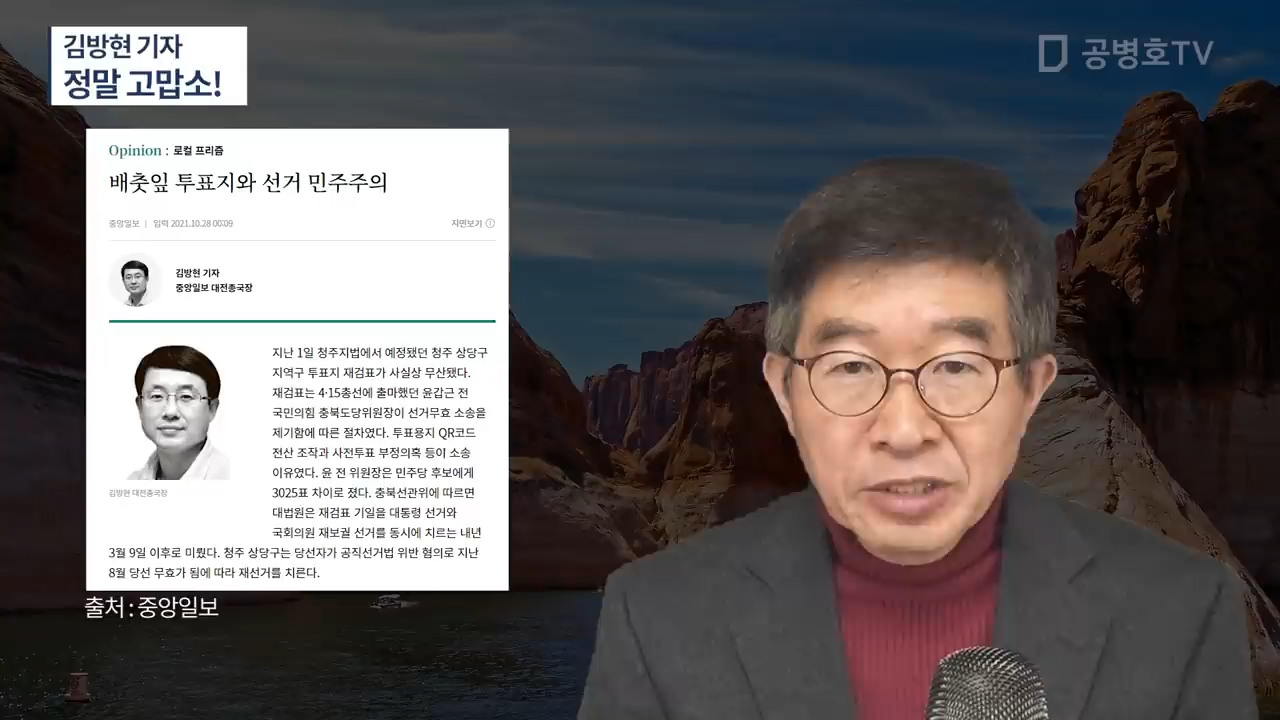 김방현 기자
정말 고맙소!
공병호TV
Opinion : 로컬 프리즘
배춧잎 투표지와 선거 민주주의
중앙일보 | 입력 2021.10.28 00:09
지면보기 ⓘ
김방현 기자
중앙일보 대전총국장
지난 1일 청주지법에서 예정됐던 청주 상당구
지역구 투표지 재검표가 사실상 무산됐다.
재검표는 4·15총선에 출마했던 윤갑근 전
국민의힘 충북도당위원장이 선거무효 소송을
제기함에 따른 절차였다. 투표용지 QR코드
전산 조작과 사전투표 부정의혹 등이 소송
이유였다. 윤 전 위원장은 민주당 후보에게
3025표 차이로 졌다. 충북선관위에 따르면
대법원은 재검표 기일을 대통령 선거와
국회의원 재보궐 선거를 동시에 치르는 내년
김방현 대전총국장
3월 9일 이후로 미뤘다. 청주 상당구는 당선자가 공직선거법 위반 혐의로 지난
8월 당선 무효가 됨에 따라 재선거를 치른다.
출처 : 중앙일보